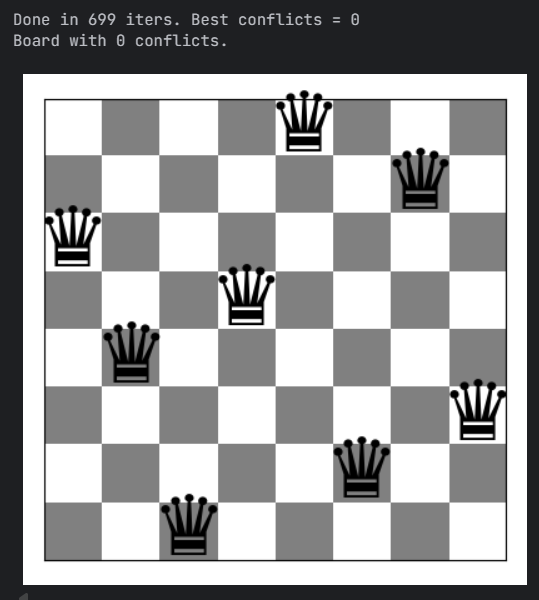 Done in 699 iters. Best conflicts = 0
Board with 0 conflicts.